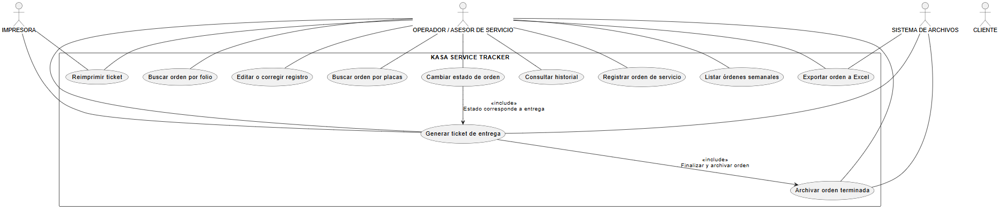 IMPRESORA
OPERADOR / ASESOR DE SERVICIO
SISTEMA DE ARCHIVOS
CLIENTE
KASA SERVICE TRACKER
Reimprimir ticket
Buscar orden por folio
Editar o corregir registro
Buscar orden por placas
Cambiar estado de orden
Consultar historial
Registrar orden de servicio
Listar órdenes semanales
Exportar orden a Excel
«include»
Estado corresponde a entrega
Generar ticket de entrega
«include»
Finalizar y archivar orden
Archivar orden terminada